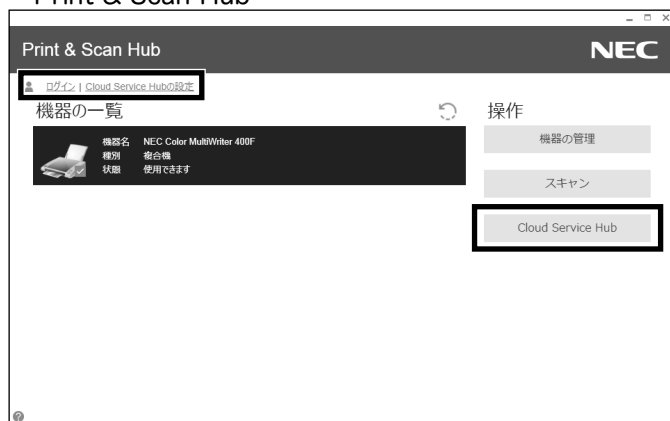 Print & Scan Hub
Print & Scan Hub
NEC
ログイン | Cloud Service Hubの設定
機器の一覧
機器名 NEC Color MultiWriter 400F
種別 複合機
状態 使用できます
操作
機器の管理
スキャン
Cloud Service Hub
?